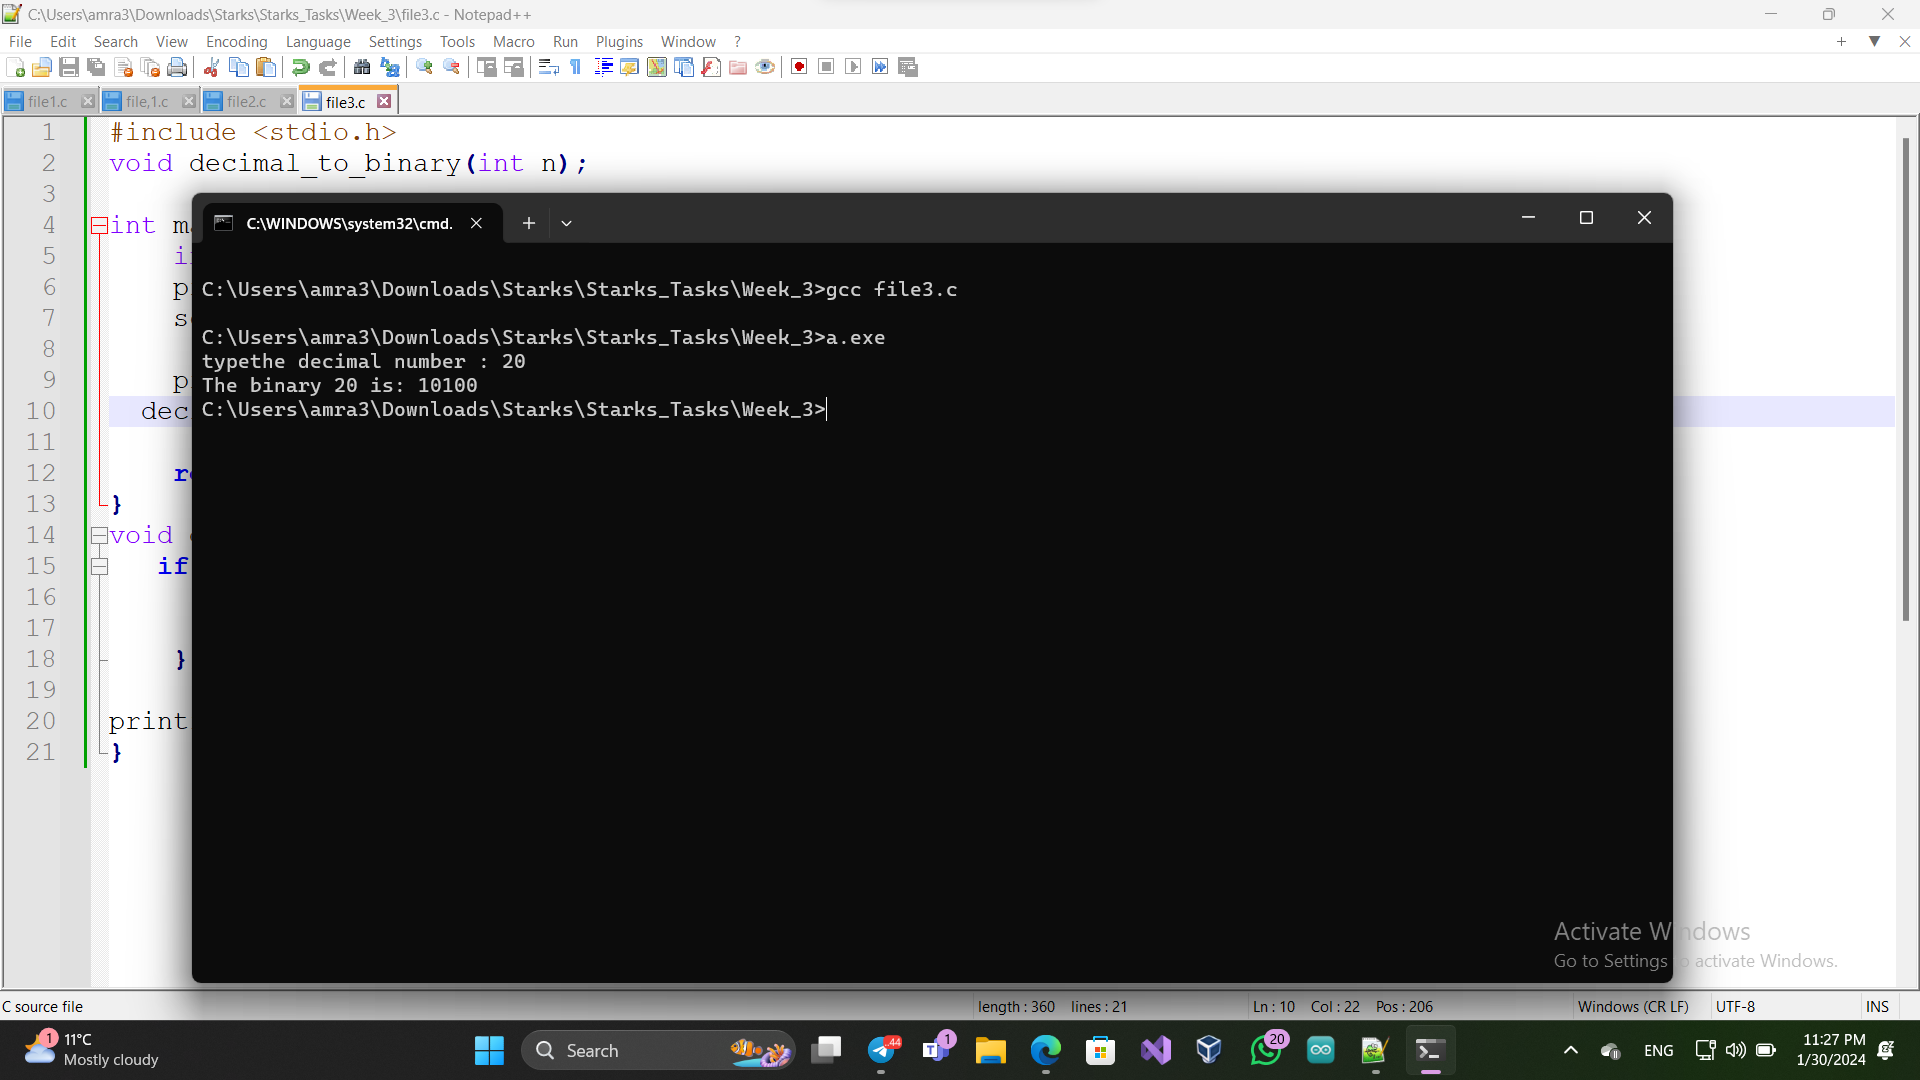 C:\Users\amra3\Downloads\Starks\Starks_Tasks\Week_3\file3.c - Notepad++
File Edit Search View Encoding Language Settings Tools Macro Run Plugins Window ?
file1.c file,1.c file2.c file3.c
1 #include <stdio.h>
2 void decimal_to_binary(int n);
3
4 int m
5 i
6 p
7 s
8
9 p
10 dec
11
12 r
13 }
14 void
15 if
16
17
18 }
19
20 print
21 }
C:\WINDOWS\system32\cmd.
C:\Users\amra3\Downloads\Starks\Starks_Tasks\Week_3>gcc file3.c
C:\Users\amra3\Downloads\Starks\Starks_Tasks\Week_3>a.exe
typethe decimal number : 20
The binary 20 is: 10100
C:\Users\amra3\Downloads\Starks\Starks_Tasks\Week_3>
Activate Windows
Go to Settings to activate Windows.
C source file length : 360 lines : 21 Ln : 10 Col : 22 Pos : 206 Windows (CR LF) UTF-8 INS
1 11°C
Mostly cloudy
Search
44
1
20
ENG
11:27 PM
1/30/2024